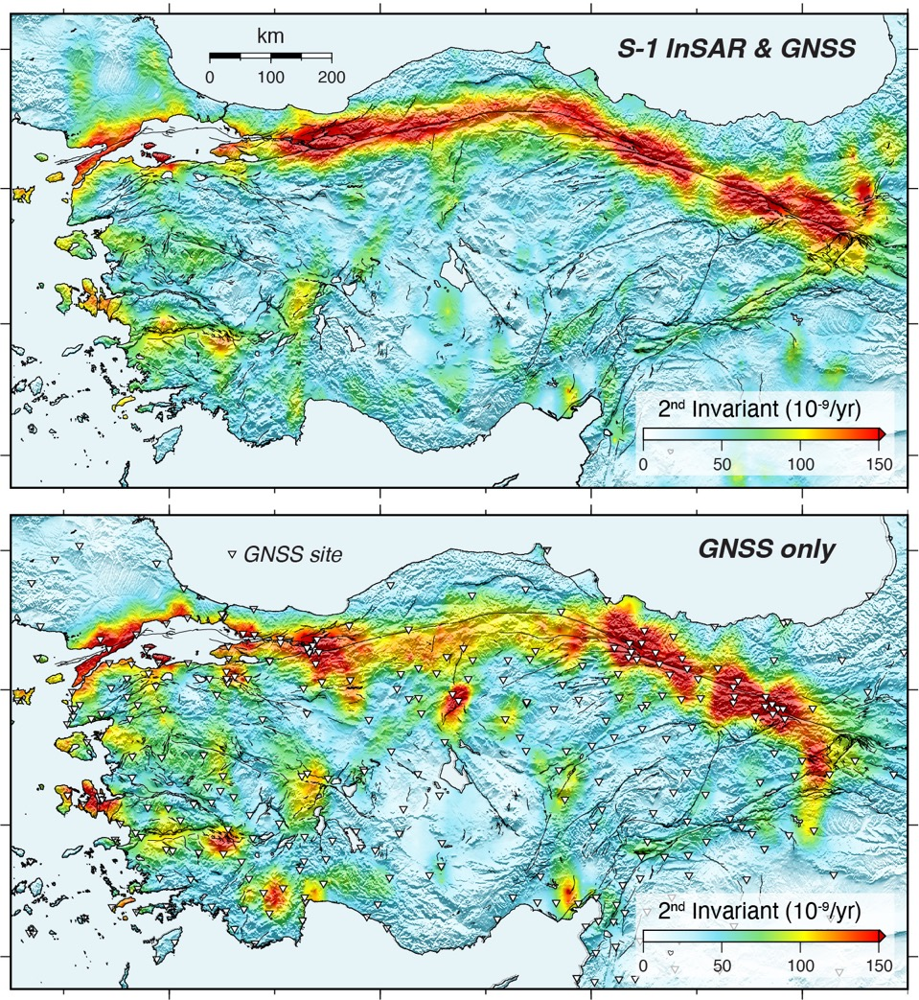 km
0 100 200
S-1 InSAR & GNSS
2nd Invariant (10-9/yr)
0 50 100 150
GNSS site
GNSS only
2nd Invariant (10-9/yr)
0 50 100 150